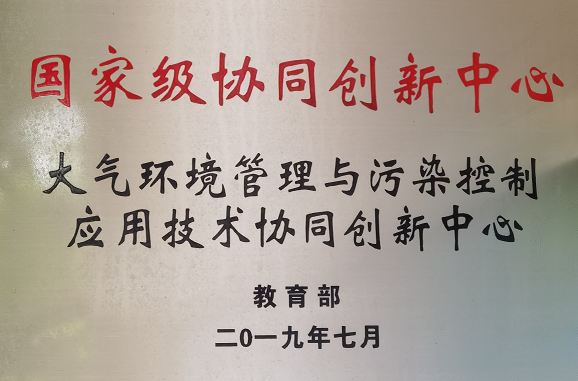 国家级协同创新中心
大气环境管理与污染控制
应用技术协同创新中心
教育部
二0一九年七月